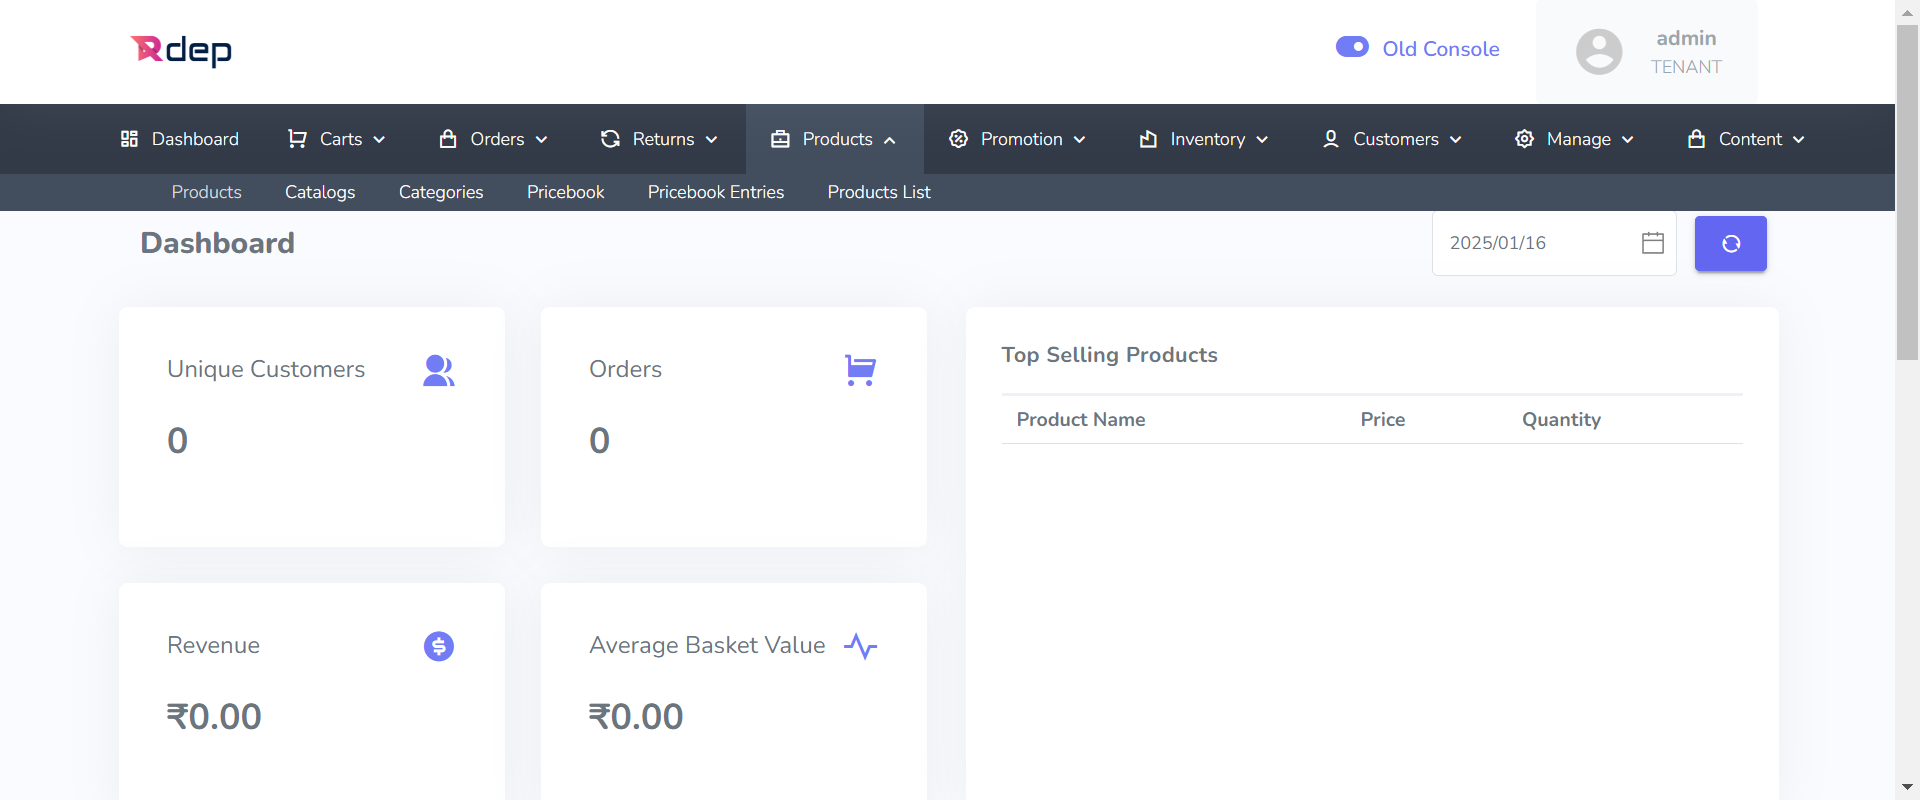 Rdep
Old Console
admin
TENANT
Dashboard Carts Orders Returns Products Promotion Inventory Customers Manage Content
Products Catalogs Categories Pricebook Pricebook Entries Products List
Dashboard
2025/01/16
Unique Customers
0
Orders
0
Top Selling Products
Product Name Price Quantity
Revenue
₹0.00
Average Basket Value
₹0.00